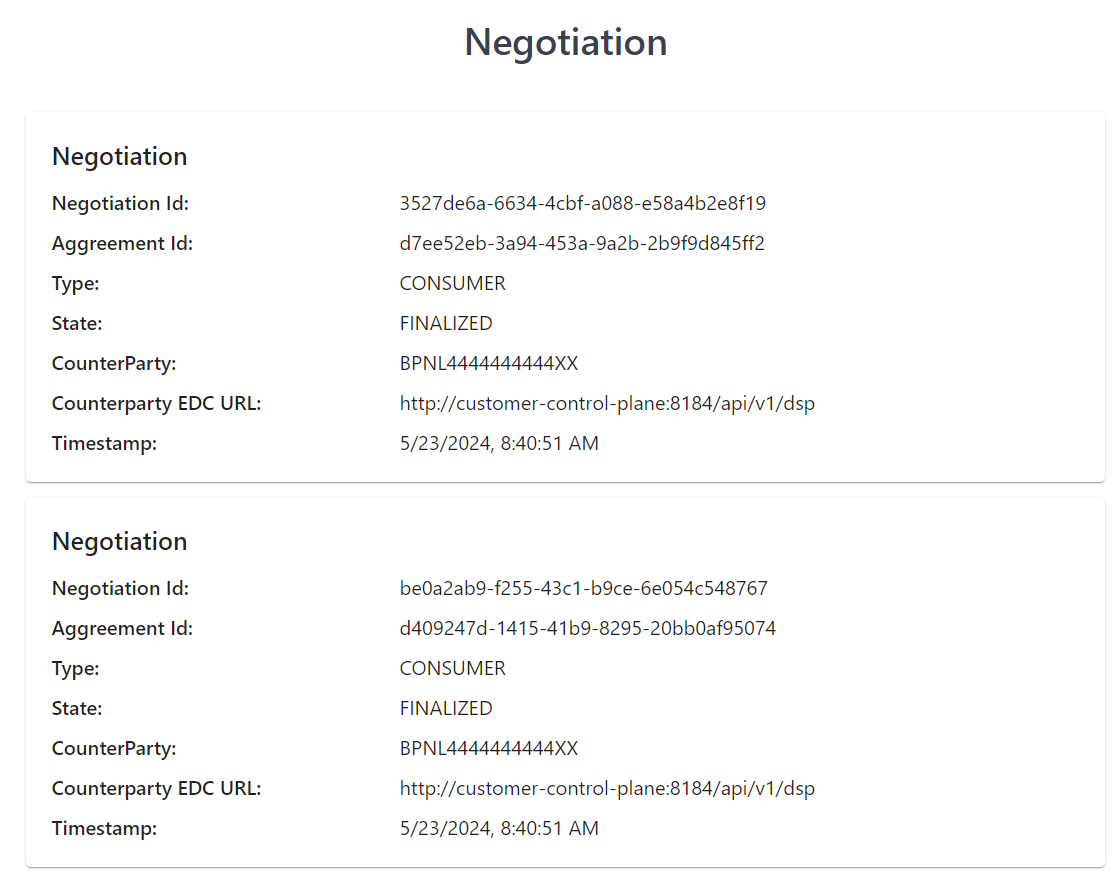 Negotiation
Negotiation
Negotiation Id: 3527de6a-6634-4cbf-a088-e58a4b2e8f19
Aggreement Id: d7ee52eb-3a94-453a-9a2b-2b9f9d845ff2
Type: CONSUMER
State: FINALIZED
CounterParty: BPNL4444444444XX
Counterparty EDC URL: http://customer-control-plane:8184/api/v1/dsp
Timestamp: 5/23/2024, 8:40:51 AM
Negotiation
Negotiation Id: be0a2ab9-f255-43c1-b9ce-6e054c548767
Aggreement Id: d409247d-1415-41b9-8295-20bb0af95074
Type: CONSUMER
State: FINALIZED
CounterParty: BPNL4444444444XX
Counterparty EDC URL: http://customer-control-plane:8184/api/v1/dsp
Timestamp: 5/23/2024, 8:40:51 AM